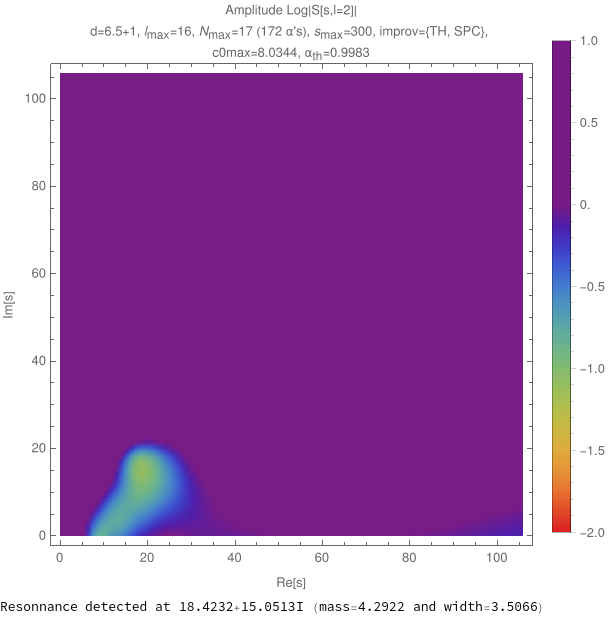 Amplitude Log|S[s,l=2]|
d=6.5+1, lmax=16, Nmax=17 (172 α's), smax=300, improv={TH, SPC},
c0max=8.0344, αth=0.9983
Im[s]
100
80
60
40
20
0
0 20 40 60 80 100
Re[s]
1.0
0.5
0.
-0.5
-1.0
-1.5
-2.0
Resonnance detected at 18.4232+15.0513I (mass=4.2922 and width=3.5066)